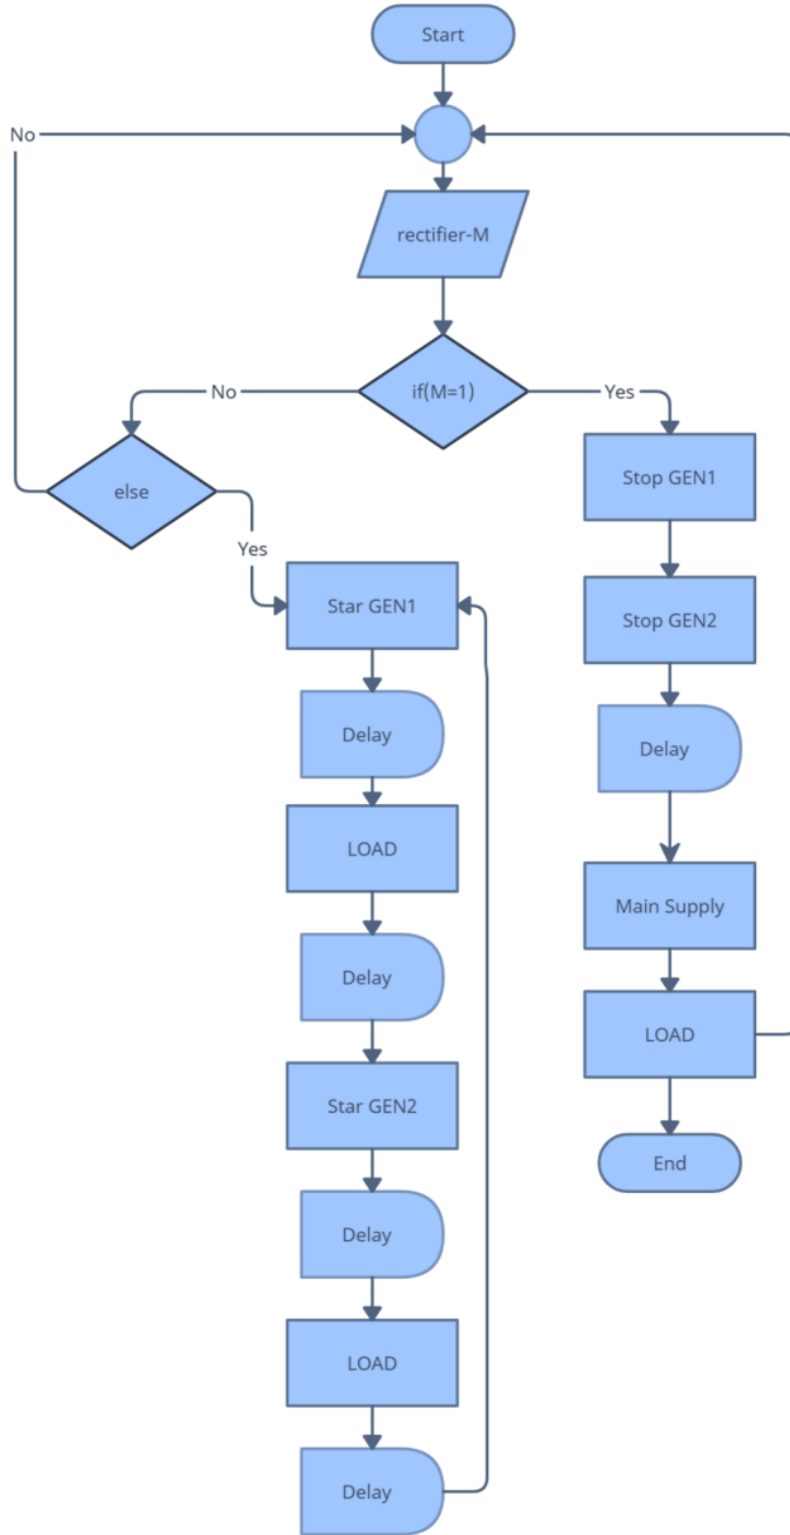 Start
No
rectifier-M
if(M=1)
No
Yes
else
Yes
Stop GEN1
Stop GEN2
Delay
Main Supply
LOAD
End
Star GEN1
Delay
LOAD
Delay
Star GEN2
Delay
LOAD
Delay